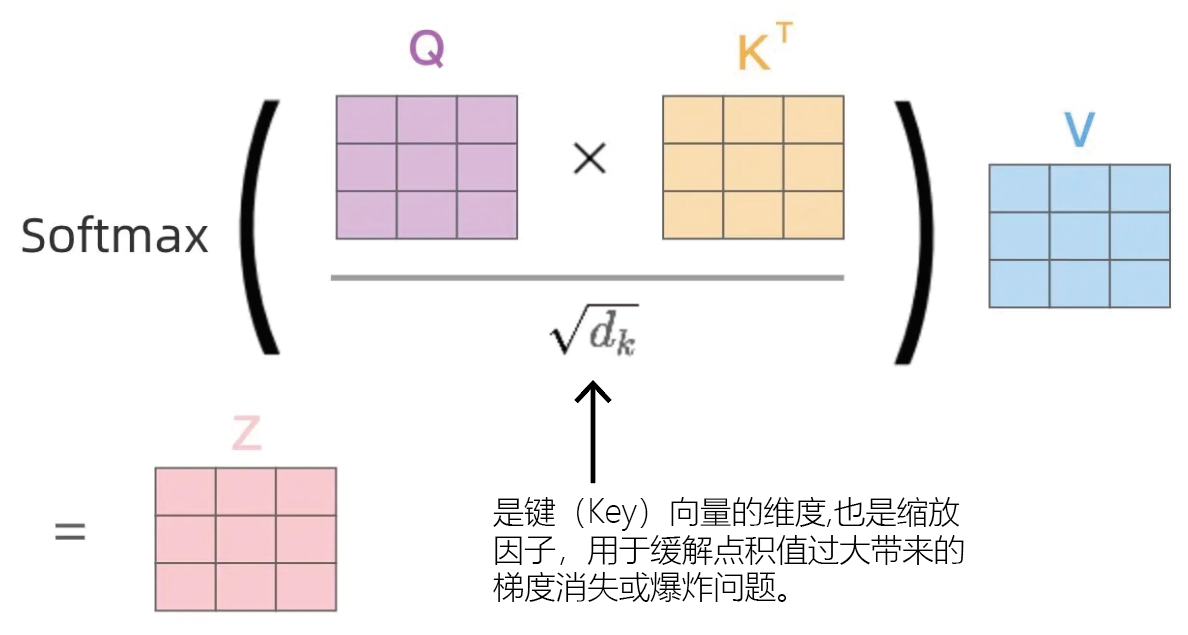 Q
K^T
×
V
Softmax
(
)
√d_k
Z
=
是键（Key）向量的维度,也是缩放
因子，用于缓解点积值过大带来的
梯度消失或爆炸问题。